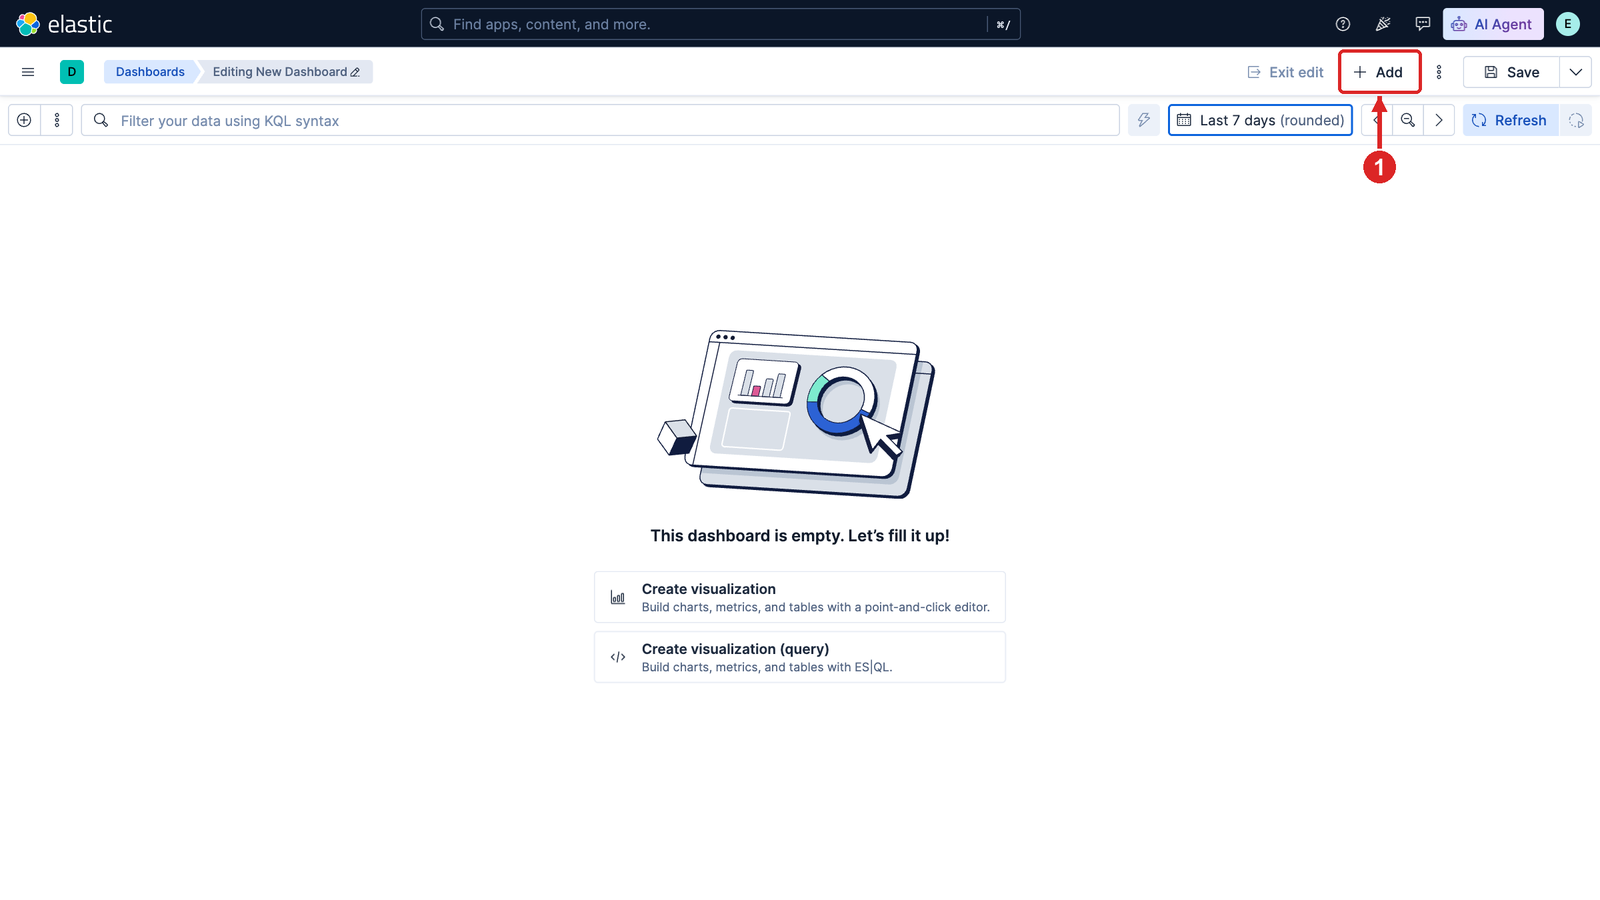 elastic
Find apps, content, and more.
⌘/
AI Agent
E
D
Dashboards
Editing New Dashboard
Exit edit
Add
Save
Filter your data using KQL syntax
Last 7 days (rounded)
Refresh
1
This dashboard is empty. Let’s fill it up!
Create visualization
Build charts, metrics, and tables with a point-and-click editor.
Create visualization (query)
Build charts, metrics, and tables with ES|QL.